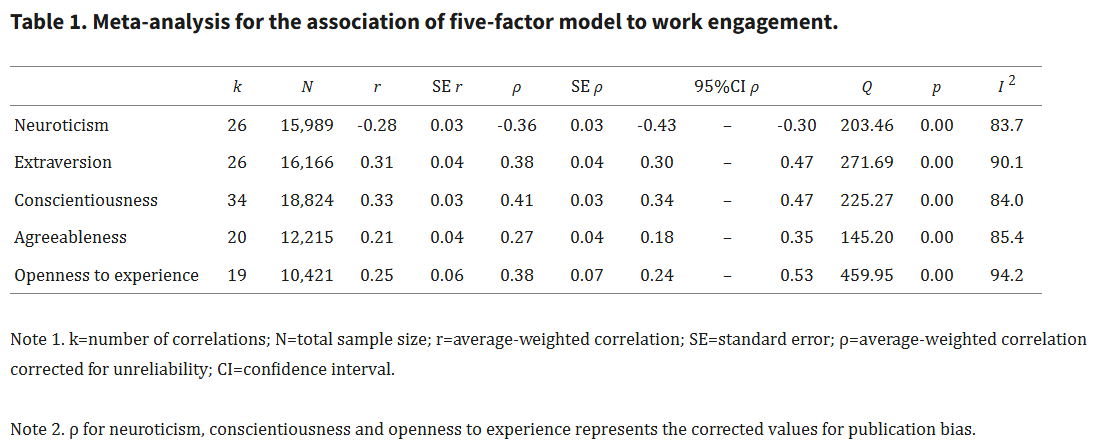 Table 1. Meta-analysis for the association of five-factor model to work engagement.
k N r SE r ρ SE ρ 95%CI ρ Q p I 2
Neuroticism 26 15,989 -0.28 0.03 -0.36 0.03 -0.43 – -0.30 203.46 0.00 83.7
Extraversion 26 16,166 0.31 0.04 0.38 0.04 0.30 – 0.47 271.69 0.00 90.1
Conscientiousness 34 18,824 0.33 0.03 0.41 0.03 0.34 – 0.47 225.27 0.00 84.0
Agreeableness 20 12,215 0.21 0.04 0.27 0.04 0.18 – 0.35 145.20 0.00 85.4
Openness to experience 19 10,421 0.25 0.06 0.38 0.07 0.24 – 0.53 459.95 0.00 94.2
Note 1. k=number of correlations; N=total sample size; r=average-weighted correlation; SE=standard error; ρ=average-weighted correlation
corrected for unreliability; CI=confidence interval.
Note 2. ρ for neuroticism, conscientiousness and openness to experience represents the corrected values for publication bias.